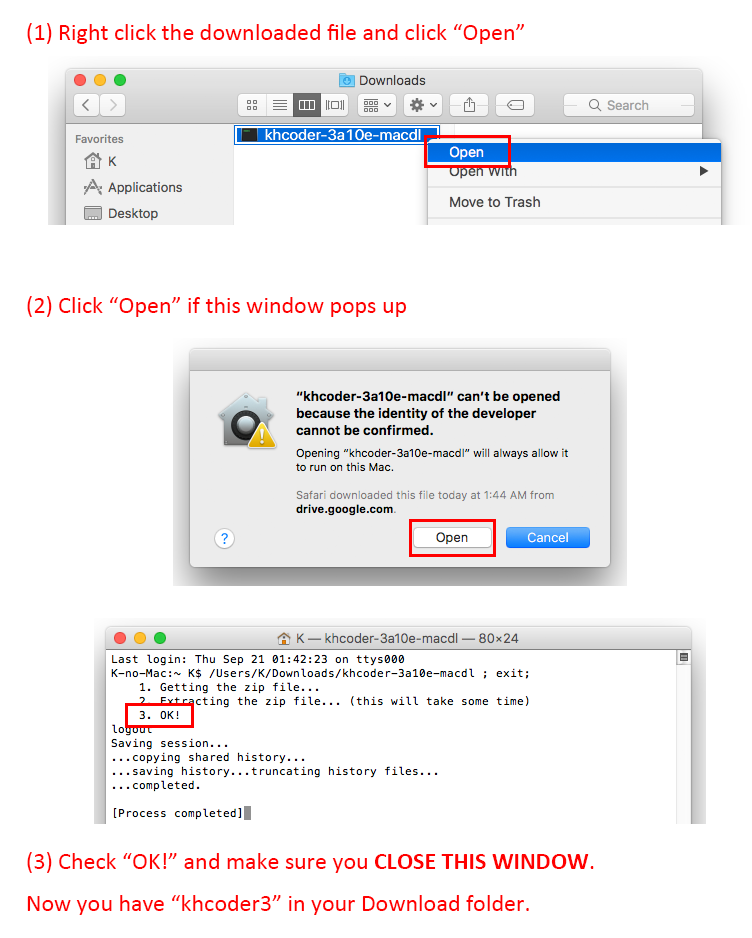 (1) Right click the downloaded file and click “Open”
Downloads
Search
Favorites
khcoder-3a10e-macdl
K
Open
Applications
Open With
Desktop
Move to Trash
(2) Click “Open” if this window pops up
“khcoder-3a10e-macdl” can’t be opened
because the identity of the developer
cannot be confirmed.
Opening “khcoder-3a10e-macdl” will always allow it
to run on this Mac.
Safari downloaded this file today at 1:44 AM from
drive.google.com.
?
Open
Cancel
K — khcoder-3a10e-macdl — 80×24
Last login: Thu Sep 21 01:42:23 on ttys000
K-no-Mac:~ K$ /Users/K/Downloads/khcoder-3a10e-macdl ; exit;
1. Getting the zip file...
2. Extracting the zip file... (this will take some time)
3. OK!
logout
Saving session...
...copying shared history...
...saving history...truncating history files...
...completed.
[Process completed]
(3) Check “OK!” and make sure you CLOSE THIS WINDOW.
Now you have “khcoder3” in your Download folder.